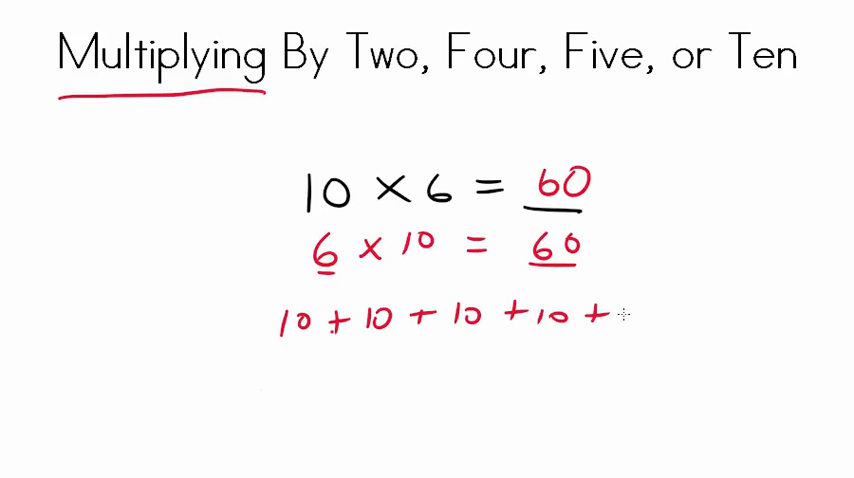 Multiplying By Two, Four, Five, or Ten
10 × 6 = 60
6 × 10 = 60
10 + 10 + 10 + 10 +